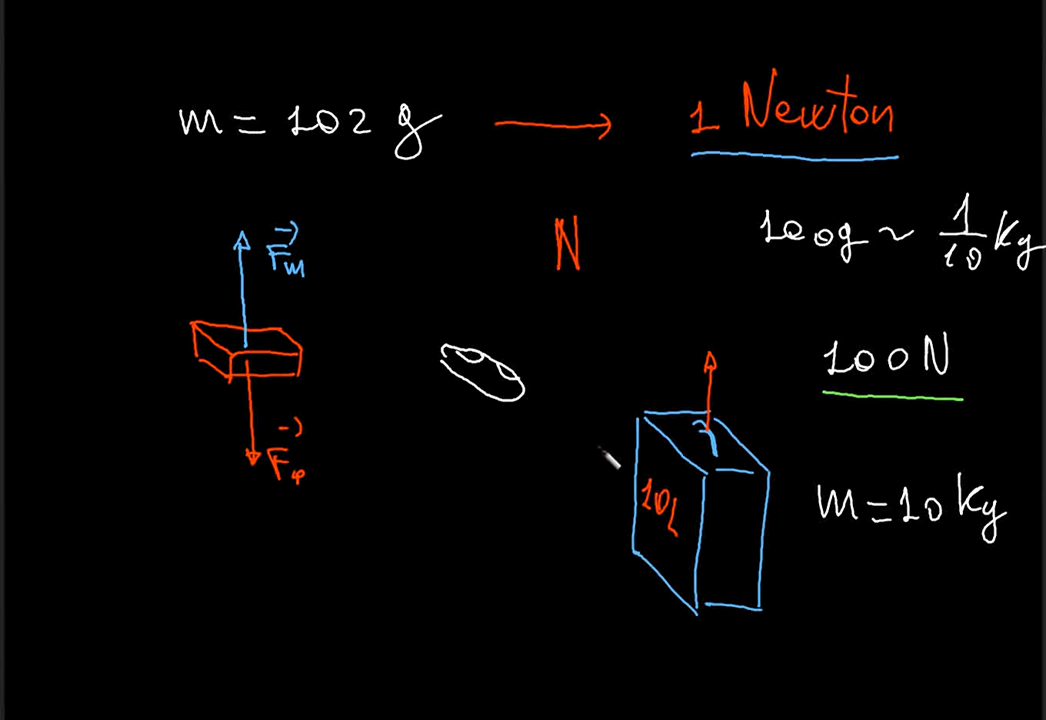 m = 102 g → 1 Newton
N
100g ~ 1/10 Kg
F⃗m
100N
F⃗φ
10L
m = 10 Kg